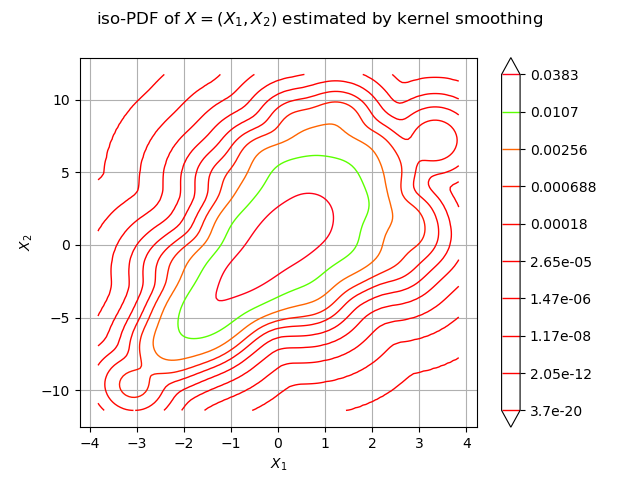 iso-PDF of X = (X₁, X₂) estimated by kernel smoothing
0.0383
10
0.0107
5
0.00256
0.000688
X₂
0
0.00018
2.65e-05
−5
1.47e-06
1.17e-08
−10
2.05e-12
3.7e-20
−4 −3 −2 −1 0 1 2 3 4
X₁